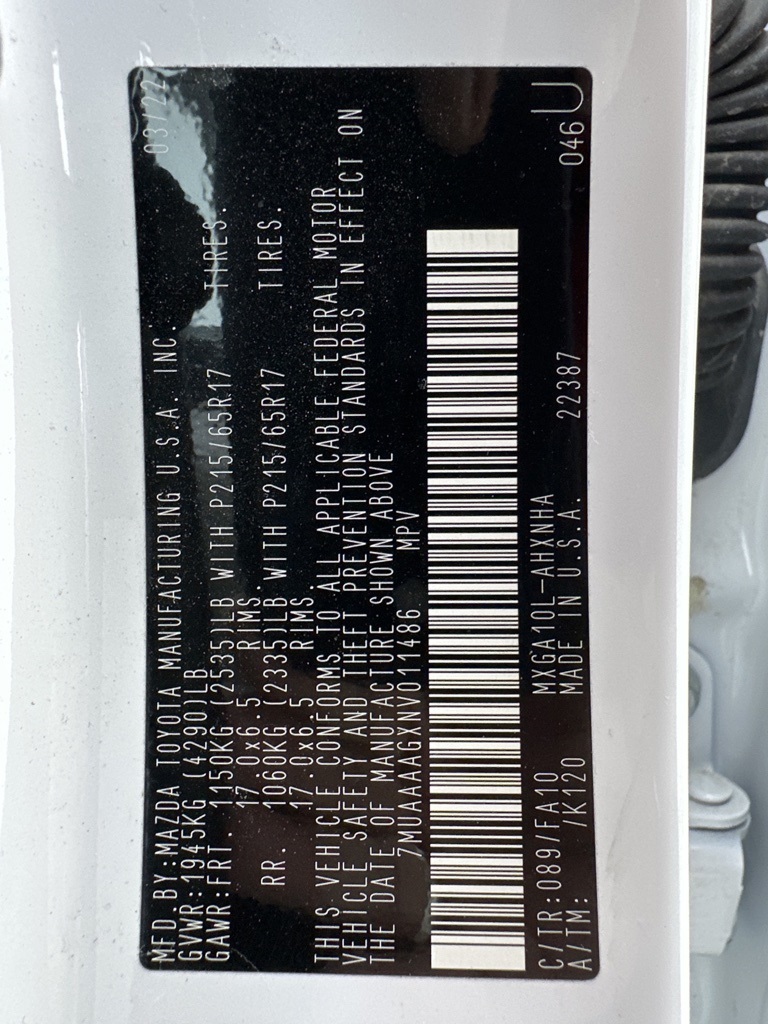 MFD.BY:MAZDA TOYOTA MANUFACTURING U.S.A. INC. 03/22
GVWR:1945KG (4290)LB
GAWR:FRT. 1150KG (2535)LB WITH P215/65R17 TIRES.
17.0x6.5 RIMS.
RR. 1060KG (2335)LB WITH P215/65R17 TIRES.
17.0x6.5 RIMS.
THIS VEHICLE CONFORMS TO ALL APPLICABLE FEDERAL MOTOR
VEHICLE SAFETY AND THEFT PREVENTION STANDARDS IN EFFECT ON
THE DATE OF MANUFACTURE SHOWN ABOVE
7MUAAAAGXNV011486 MPV
C/TR:089/FA10 MXGA10L-AHXNHA 22387 046 U
A/TM: /K120 MADE IN U.S.A.